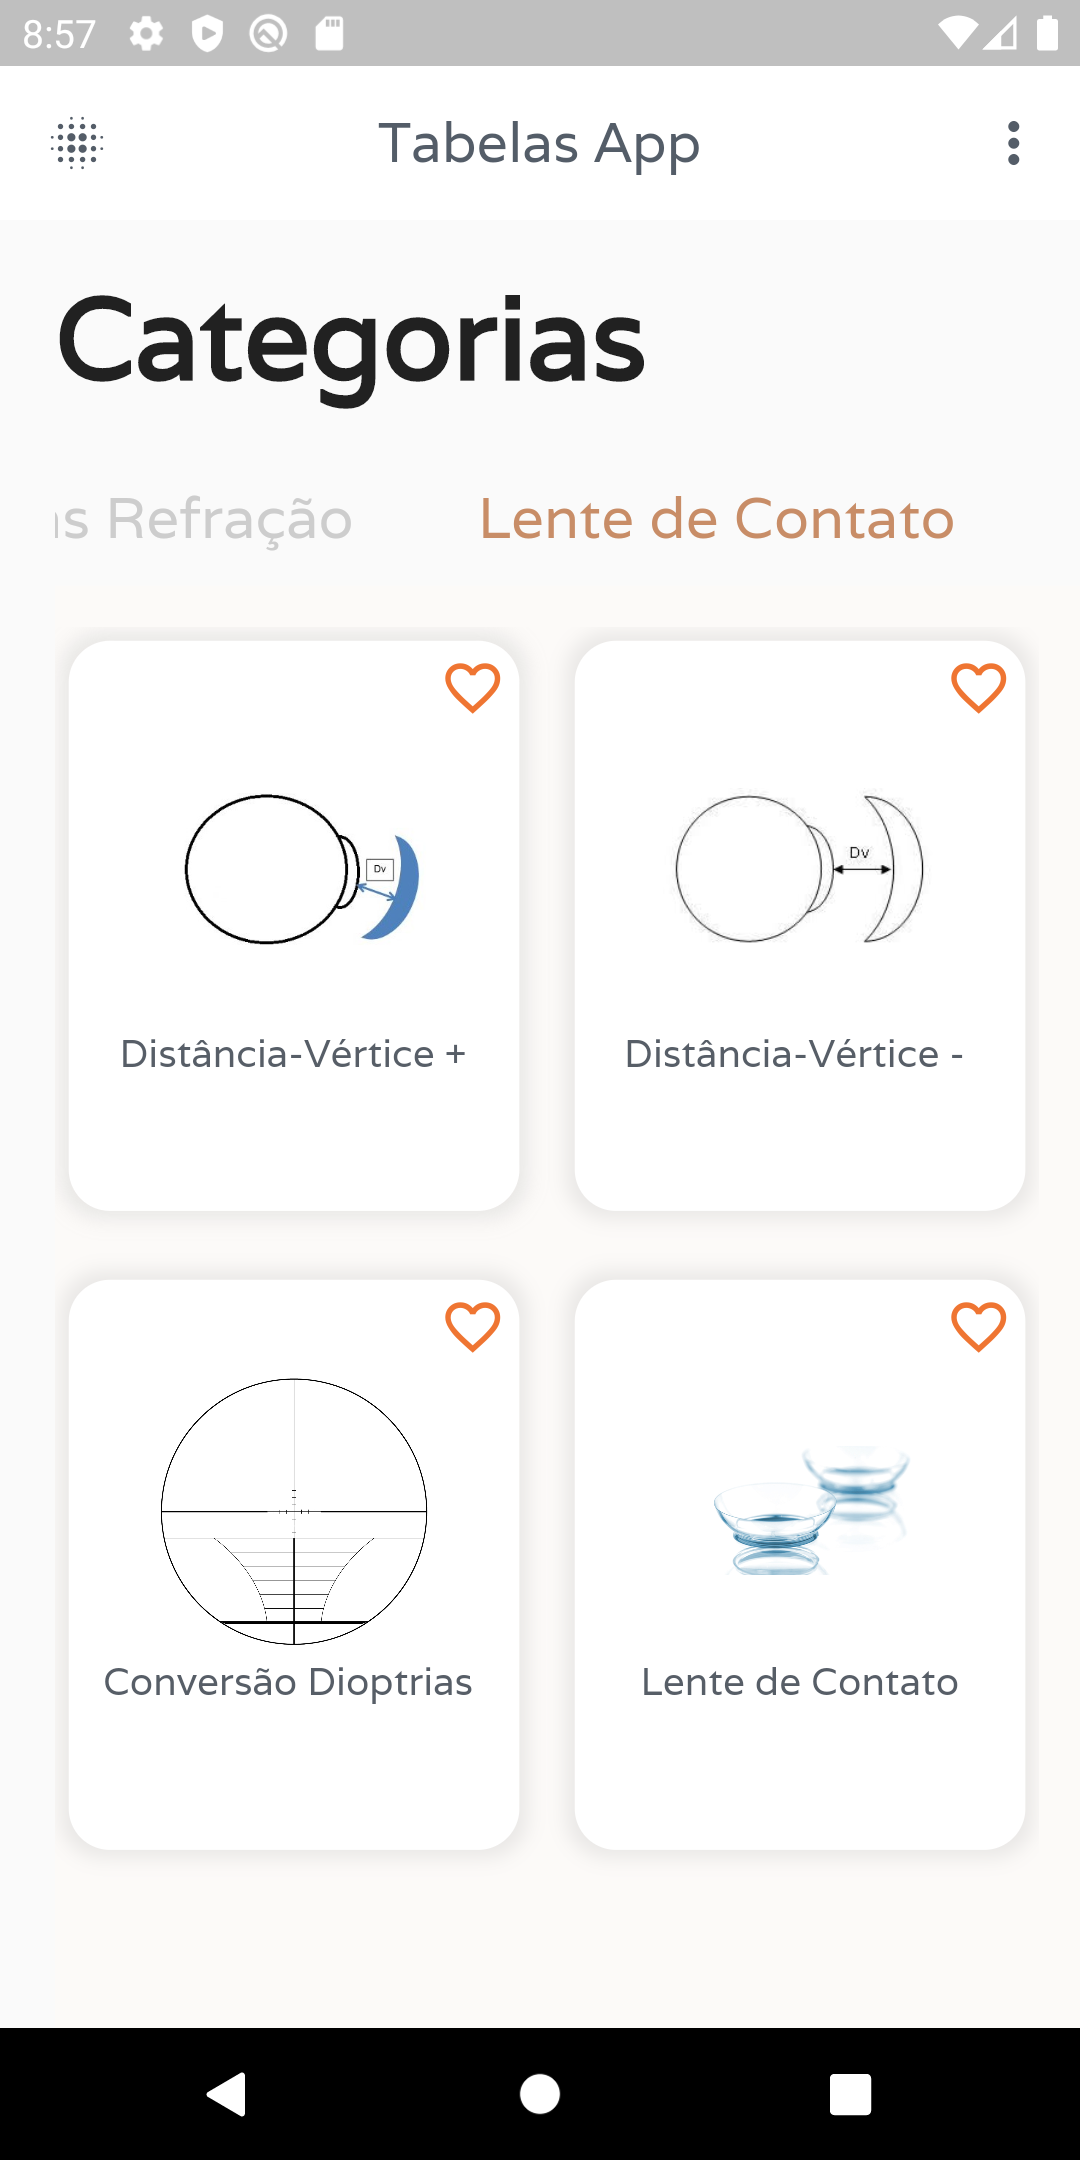 8:57
Tabelas App
Categorias
Refração
Lente de Contato
Dv
Dv
Distância-Vértice +
Distância-Vértice -
Conversão Dioptrias
Lente de Contato